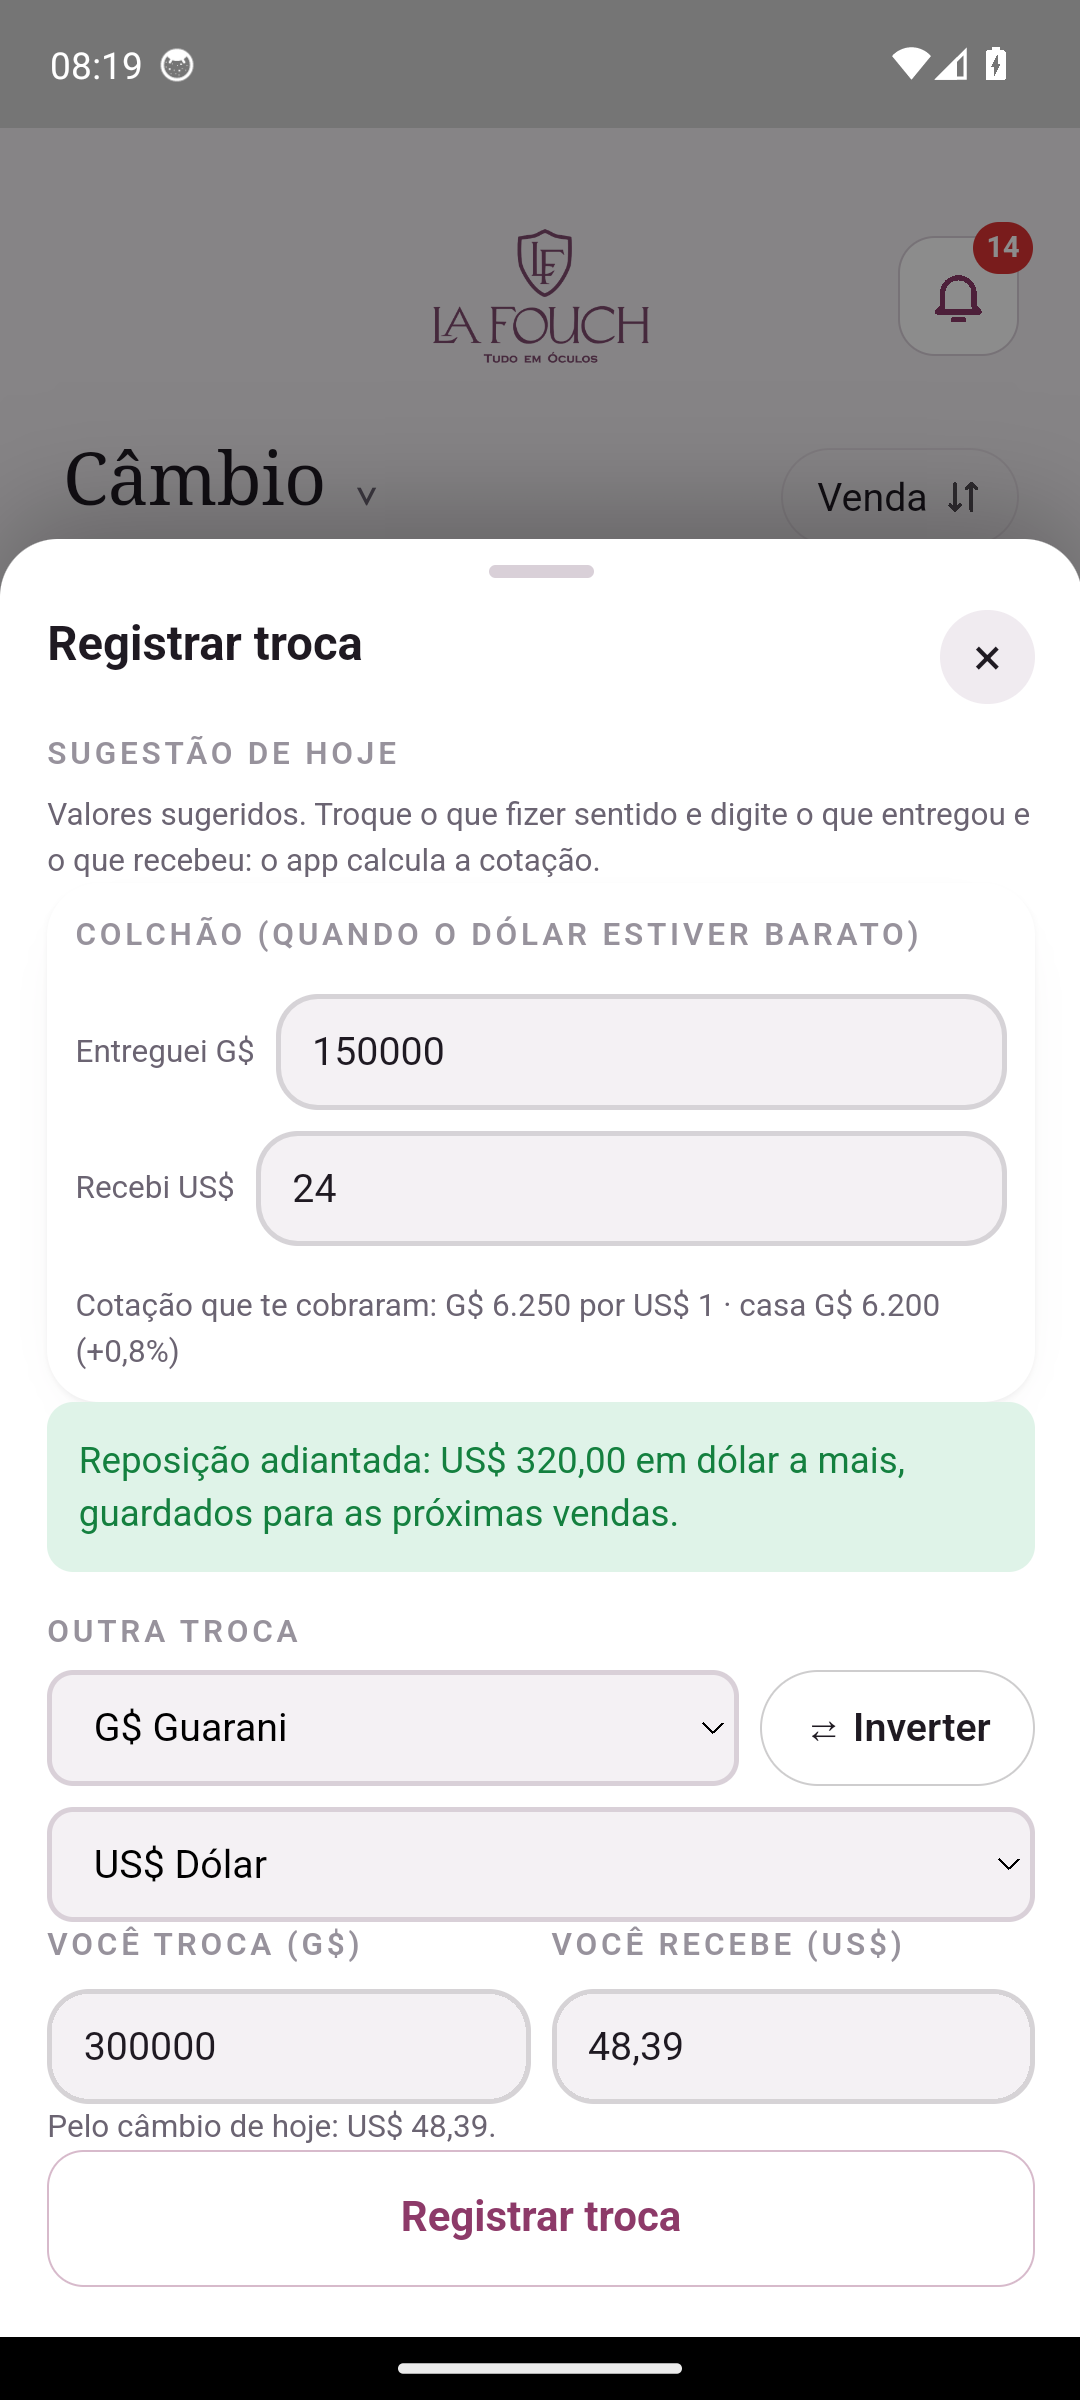 08:19
14
LF
LA FOUCH
TUDO EM ÓCULOS
Câmbio
Venda
Registrar troca
SUGESTÃO DE HOJE
Valores sugeridos. Troque o que fizer sentido e digite o que entregou e
o que recebeu: o app calcula a cotação.
COLCHÃO (QUANDO O DÓLAR ESTIVER BARATO)
Entreguei G$ 150000
Recebi US$ 24
Cotação que te cobraram: G$ 6.250 por US$ 1 · casa G$ 6.200
(+0,8%)
Reposição adiantada: US$ 320,00 em dólar a mais,
guardados para as próximas vendas.
OUTRA TROCA
G$ Guarani
Inverter
US$ Dólar
VOCÊ TROCA (G$) VOCÊ RECEBE (US$)
300000 48,39
Pelo câmbio de hoje: US$ 48,39.
Registrar troca